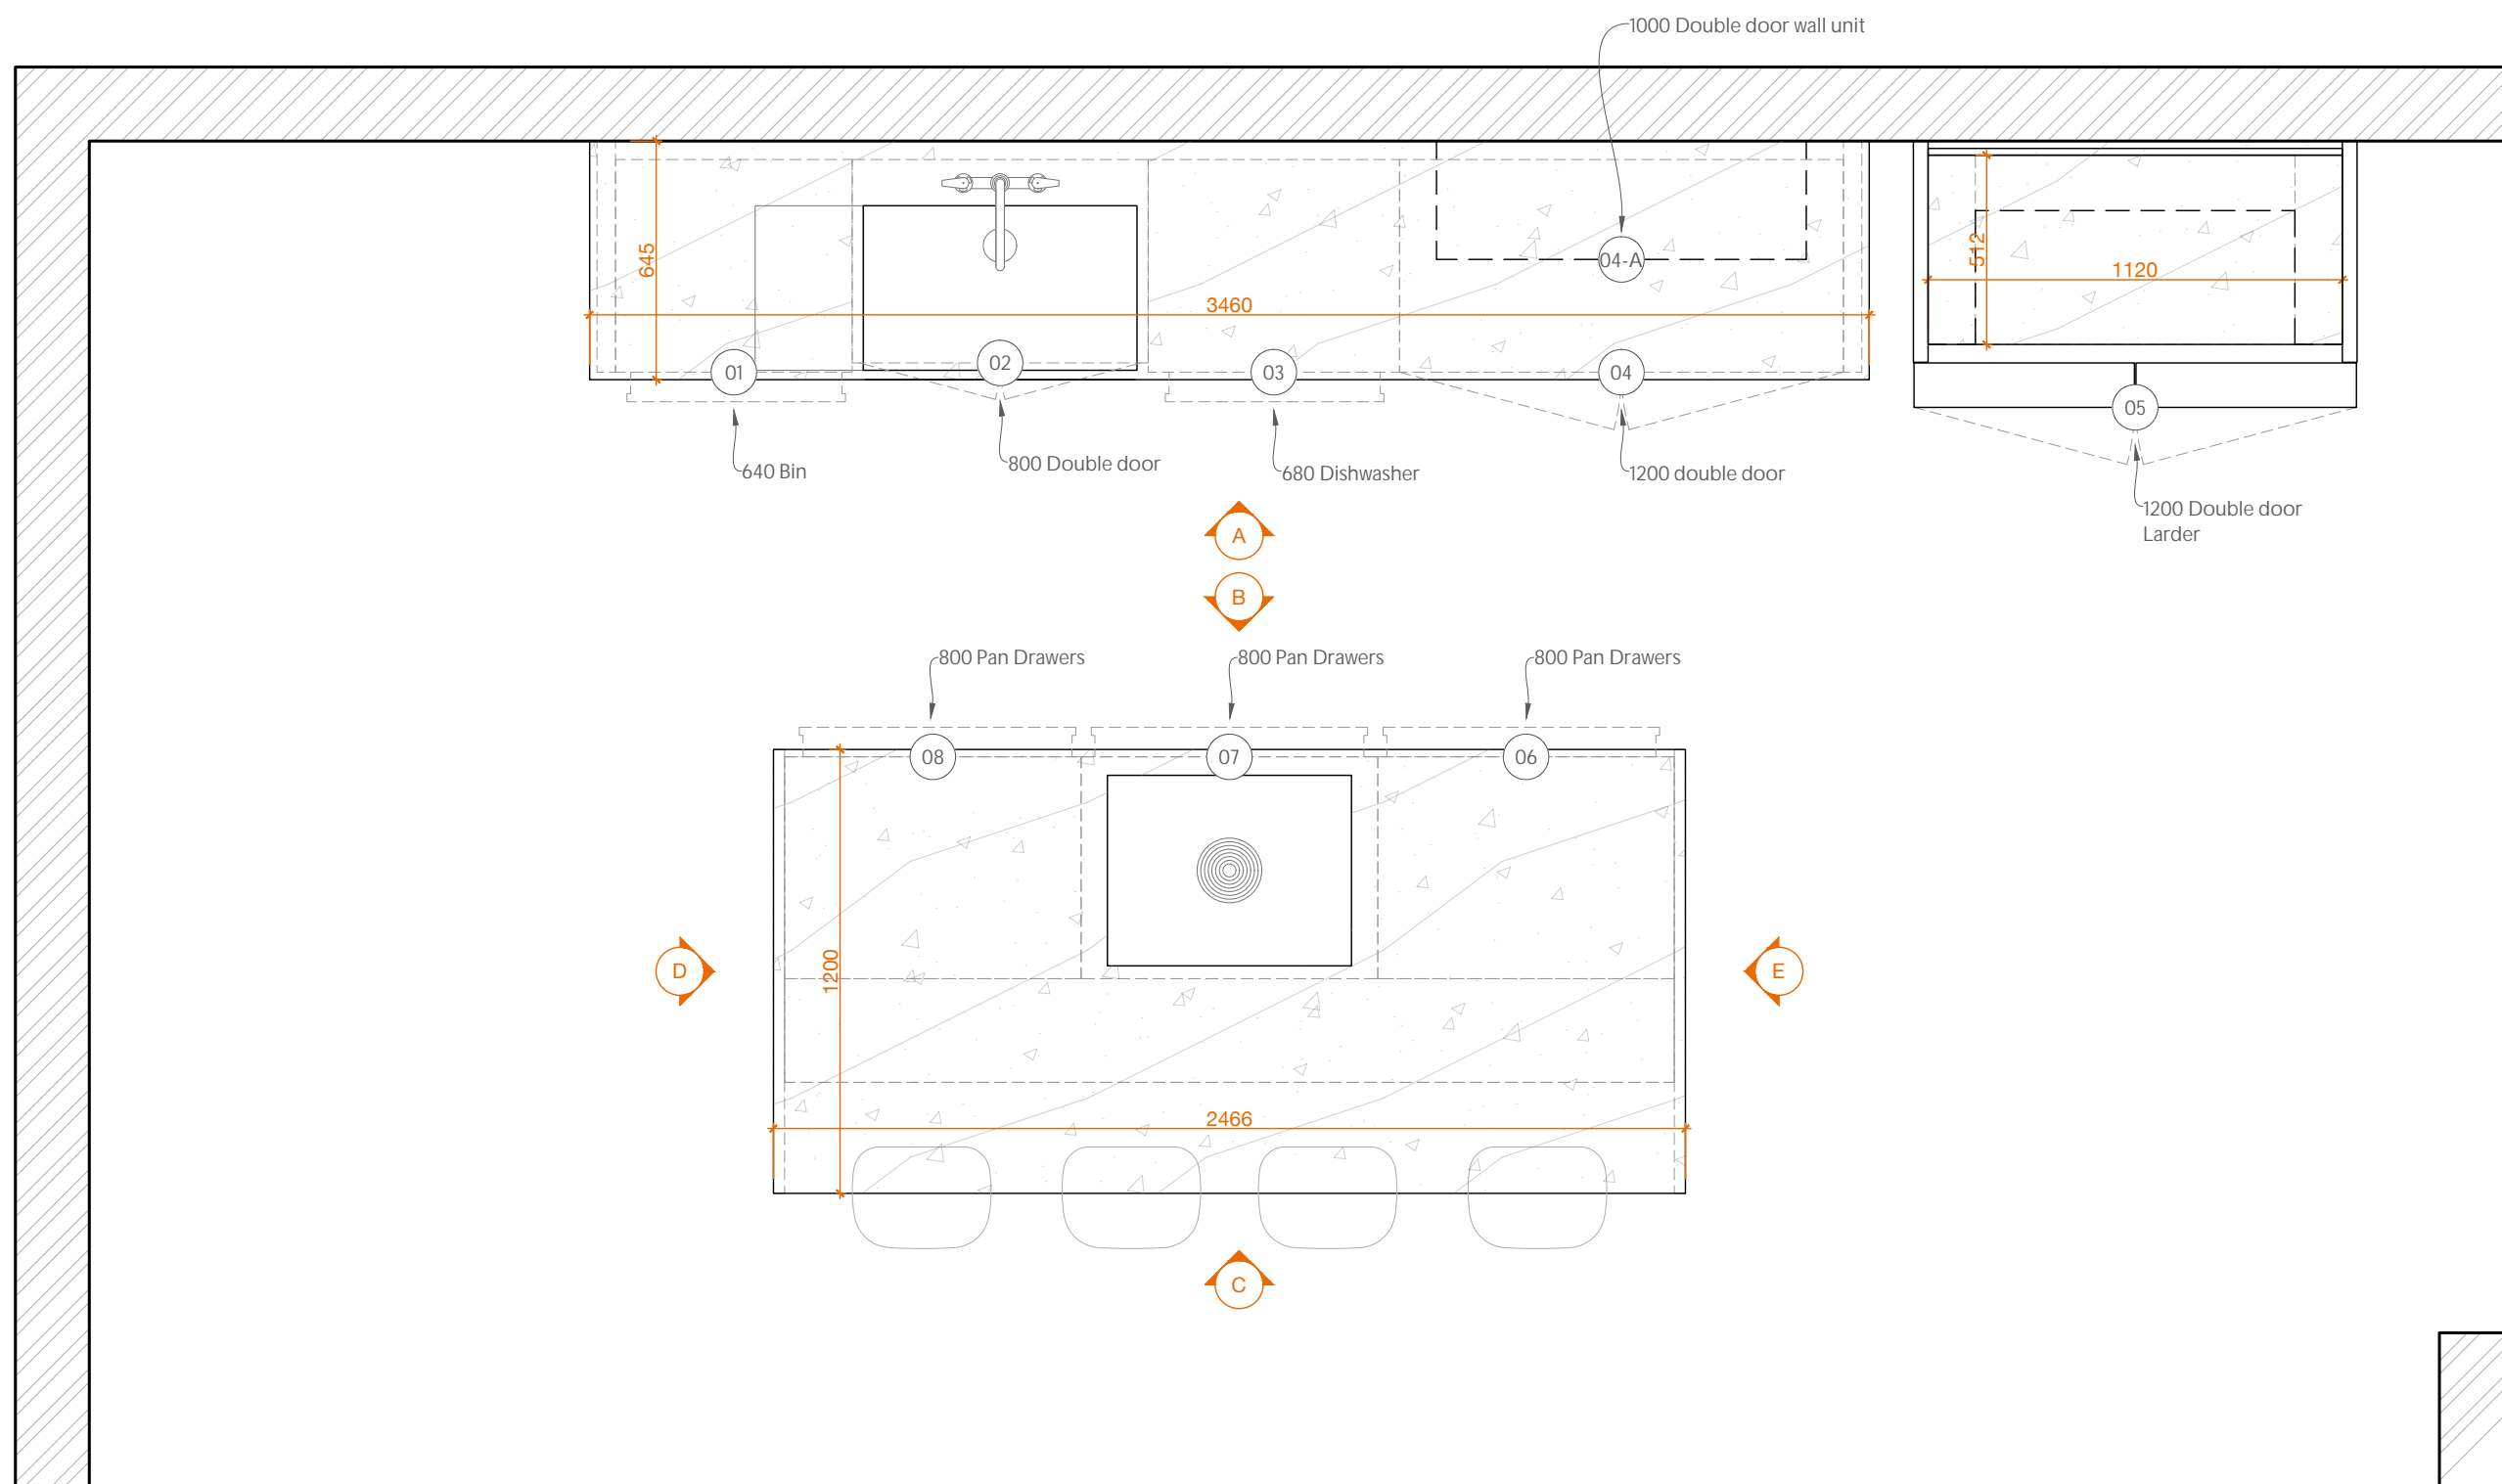 1000 Double door wall unit
645
512
04-A
1120
3460
01
02
03
04
05
640 Bin
800 Double door
680 Dishwasher
1200 double door
1200 Double door
Larder
A
B
800 Pan Drawers
800 Pan Drawers
800 Pan Drawers
08
07
06
D
1200
E
2466
C